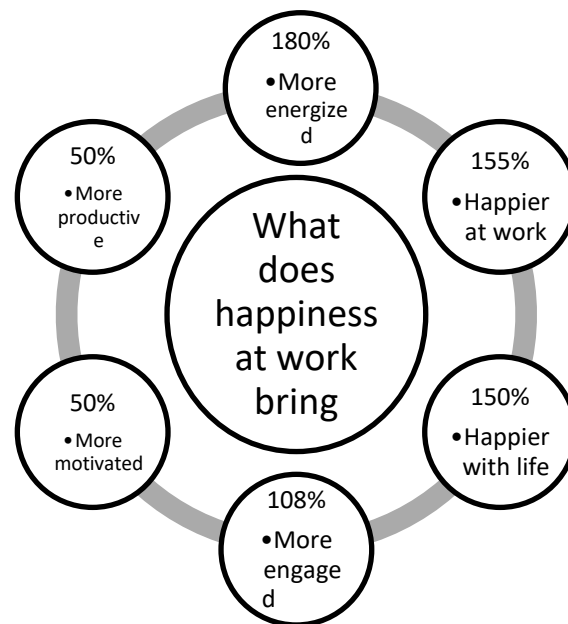 180%
•More
energize
d
155%
•Happier
at work
150%
•Happier
with life
108%
•More
engage
d
50%
•More
motivated
50%
•More
productiv
e
What
does
happiness
at work
bring